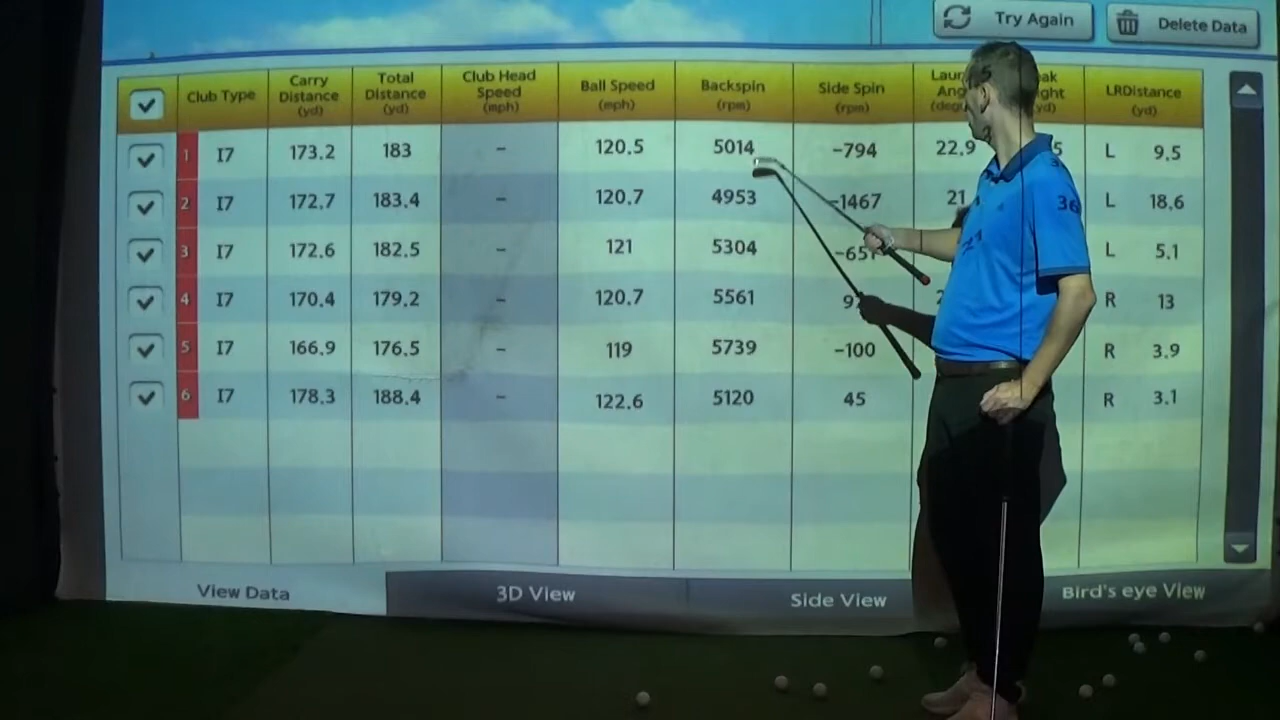 Try Again Delete Data
Club Type Carry Distance (yd) Total Distance (yd) Club Head Speed (mph) Ball Speed (mph) Backspin (rpm) Side Spin (rpm) LRDistance (yd)
1 I7 173.2 183 - 120.5 5014 -794 22.9 L 9.5
2 I7 172.7 183.4 - 120.7 4953 -1467 21 L 18.6
3 I7 172.6 182.5 - 121 5304 L 5.1
4 I7 170.4 179.2 - 120.7 5561 R 13
5 I7 166.9 176.5 - 119 5739 -100 R 3.9
6 I7 178.3 188.4 - 122.6 5120 45 R 3.1
View Data 3D View Side View Bird's eye View